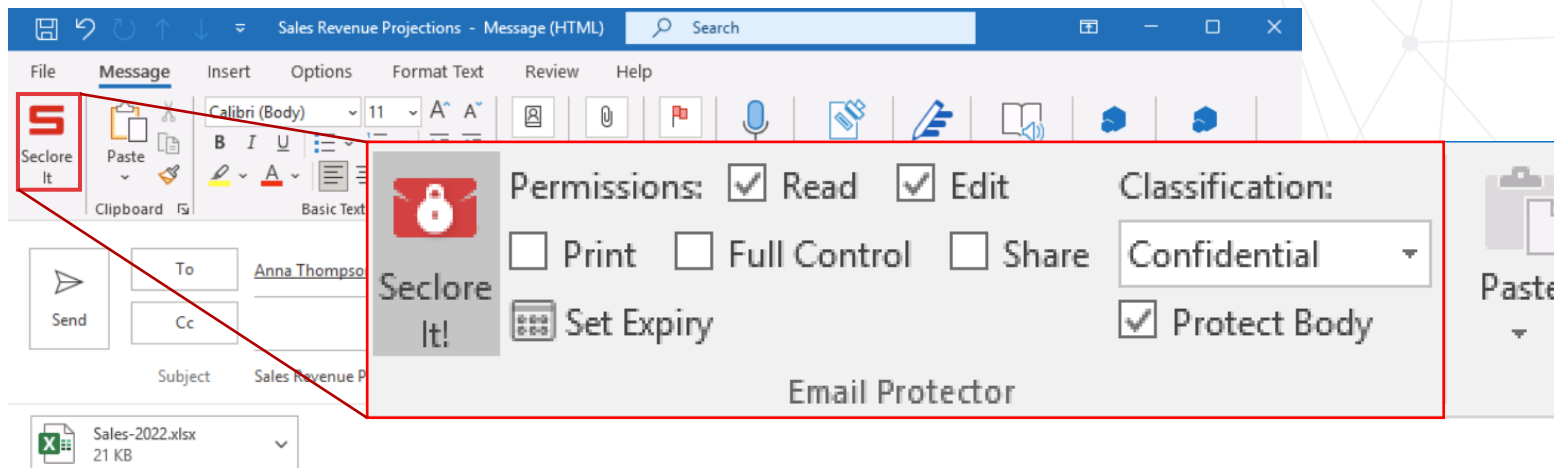 Sales Revenue Projections - Message (HTML)
Search
File Message Insert Options Format Text Review Help
Seclore
It
Paste
Calibri (Body) 11 A A
B I U
A
Clipboard
Basic Text
Permissions: Read Edit
Print Full Control Share
Set Expiry
Seclore
It!
Classification:
Confidential
Protect Body
Email Protector
Paste
Send
To
Anna Thompso
Cc
Subject
Sales Revenue P
Sales-2022.xlsx
21 KB